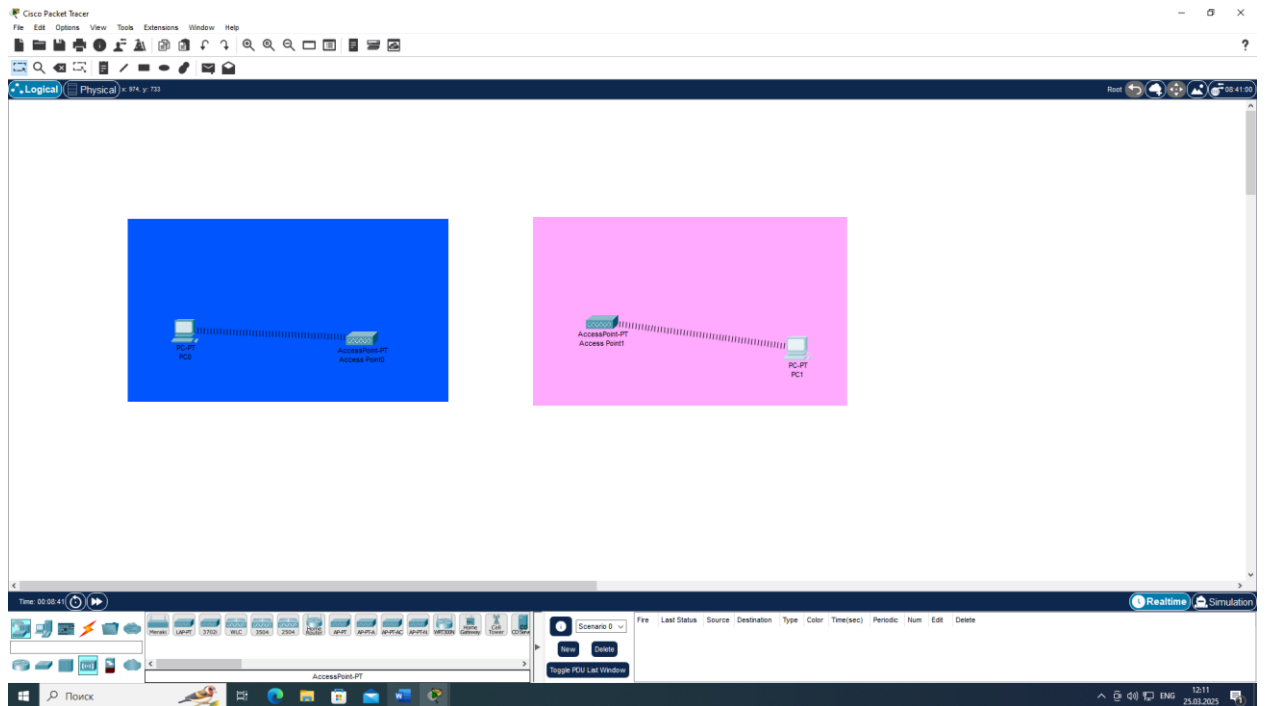 Cisco Packet Tracer
File Edit Options View Tools Extensions Window Help
?
Logical Physical x: 974, y: 733
Root 08:41:00
PC-PT
PC0
AccessPoint-PT
Access Point0
AccessPoint-PT
Access Point1
PC-PT
PC1
Time: 00:08:41
Realtime Simulation
Meraki LAP-PT 3702i WLC 3504 2504 Home Router AP-PT AP-PT-A AP-PT-AC AP-PT-N WRT300N Home Gateway Cell Tower
AccessPoint-PT
Scenario 0
New Delete
Toggle PDU List Window
Fire Last Status Source Destination Type Color Time(sec) Periodic Num Edit Delete
Поиск
ENG
12:11
25.03.2025